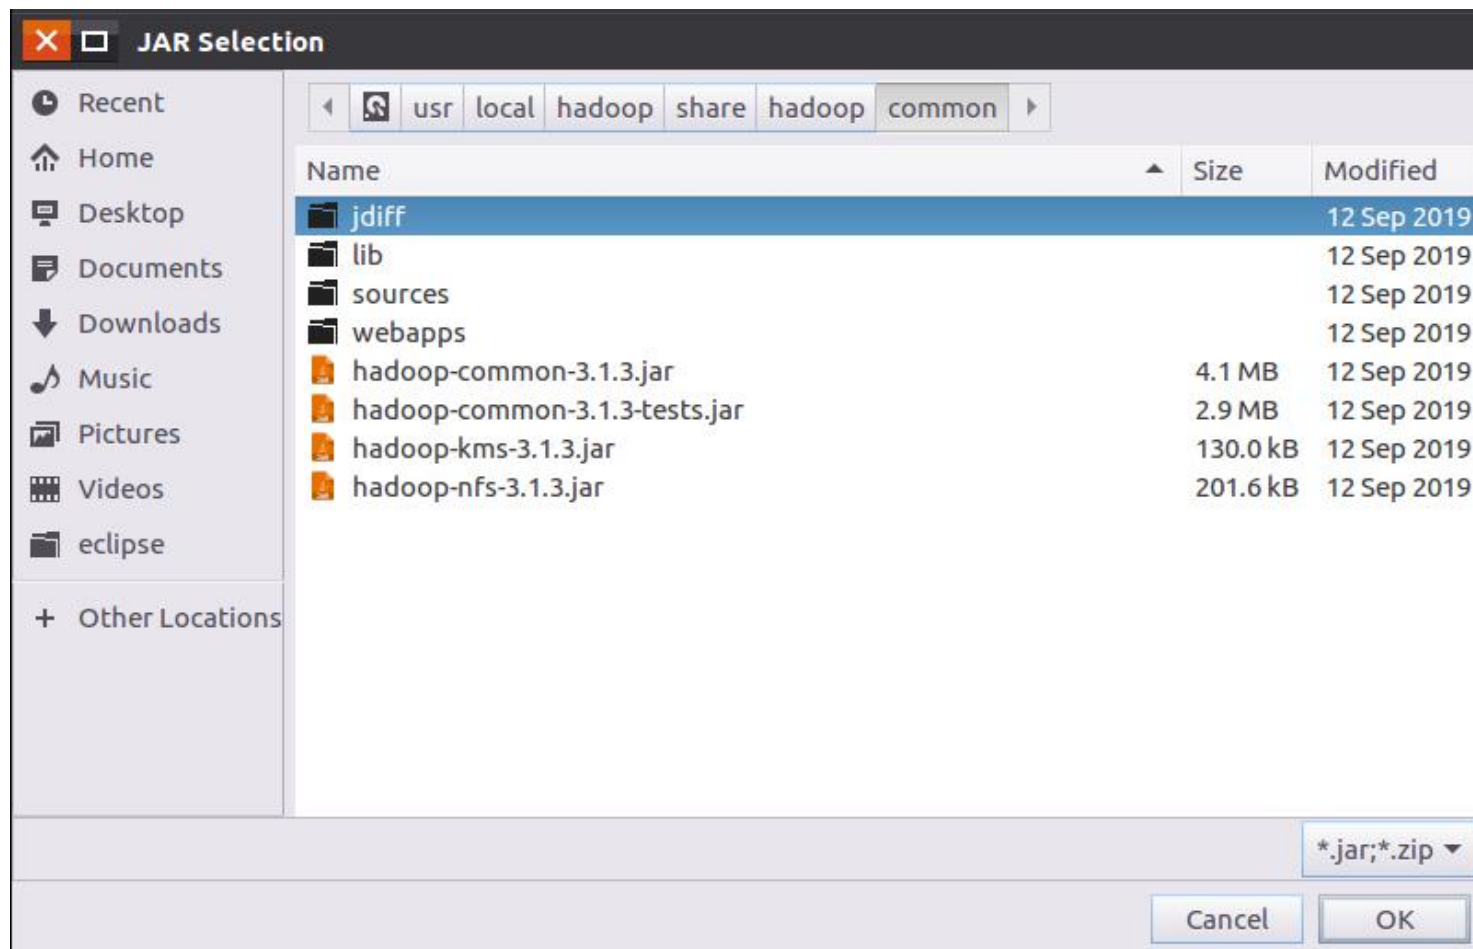 JAR Selection
Recent
Home
Desktop
Documents
Downloads
Music
Pictures
Videos
eclipse
+ Other Locations
usr local hadoop share hadoop common
Name Size Modified
jdiff 12 Sep 2019
lib 12 Sep 2019
sources 12 Sep 2019
webapps 12 Sep 2019
hadoop-common-3.1.3.jar 4.1 MB 12 Sep 2019
hadoop-common-3.1.3-tests.jar 2.9 MB 12 Sep 2019
hadoop-kms-3.1.3.jar 130.0 kB 12 Sep 2019
hadoop-nfs-3.1.3.jar 201.6 kB 12 Sep 2019
*.jar;*.zip
Cancel OK